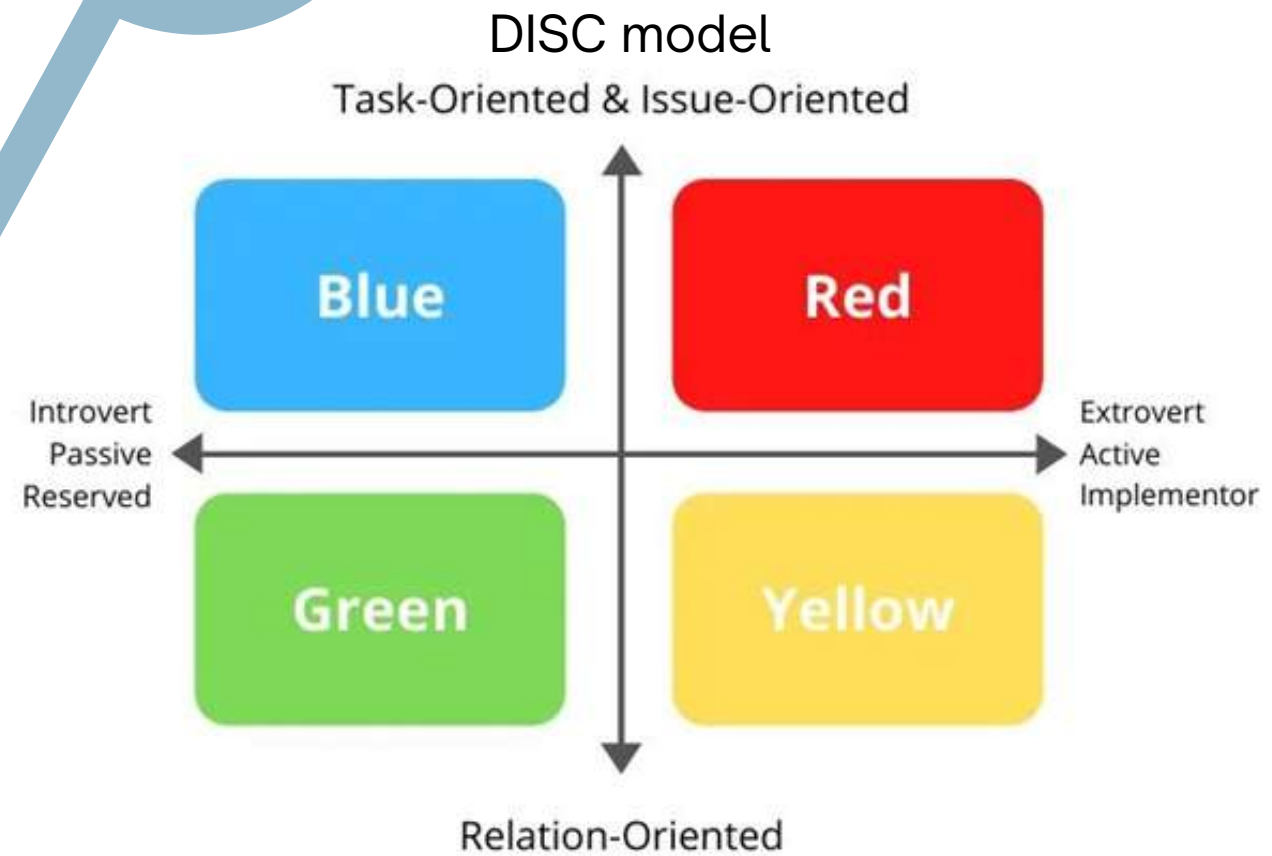 DISC model
Task-Oriented & Issue-Oriented
Blue
Red
Introvert
Passive
Reserved
Extrovert
Active
Implementor
Green
Yellow
Relation-Oriented